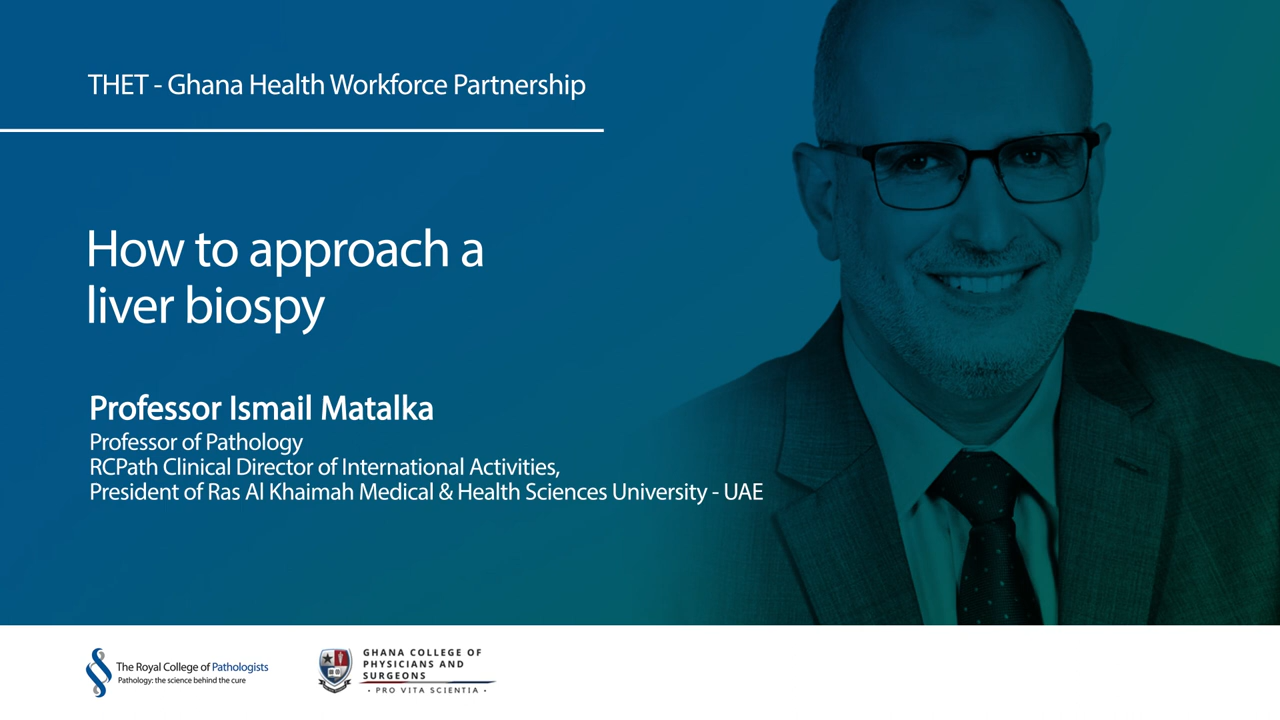 THET - Ghana Health Workforce Partnership
How to approach a
liver biospy
Professor Ismail Matalka
Professor of Pathology
RCPath Clinical Director of International Activities,
President of Ras Al Khaimah Medical & Health Sciences University - UAE
The Royal College of Pathologists
Pathology: the science behind the cure
GHANA COLLEGE OF
PHYSICIANS AND
SURGEONS
• PRO VITA SCIENTIA •